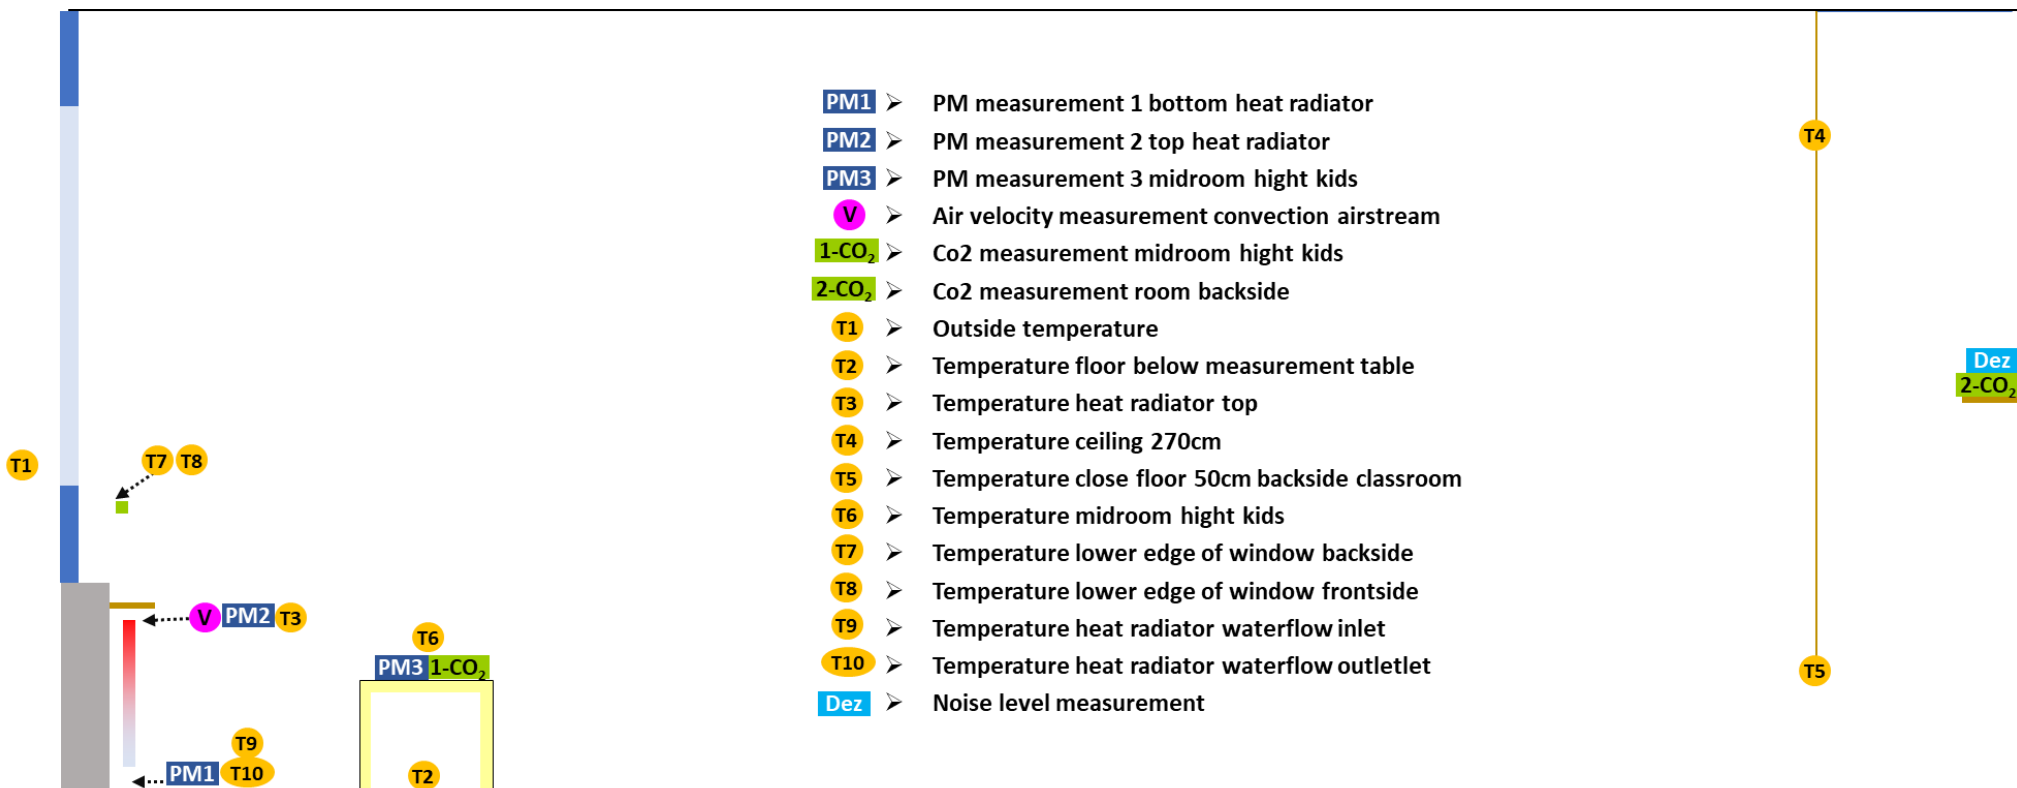 PM1 ➢ PM measurement 1 bottom heat radiator
PM2 ➢ PM measurement 2 top heat radiator
PM3 ➢ PM measurement 3 midroom hight kids
V ➢ Air velocity measurement convection airstream
1-CO₂ ➢ Co2 measurement midroom hight kids
2-CO₂ ➢ Co2 measurement room backside
T1 ➢ Outside temperature
T2 ➢ Temperature floor below measurement table
T3 ➢ Temperature heat radiator top
T4 ➢ Temperature ceiling 270cm
T5 ➢ Temperature close floor 50cm backside classroom
T6 ➢ Temperature midroom hight kids
T7 ➢ Temperature lower edge of window backside
T8 ➢ Temperature lower edge of window frontside
T9 ➢ Temperature heat radiator waterflow inlet
T10 ➢ Temperature heat radiator waterflow outletlet
Dez ➢ Noise level measurement
T1
T7 T8
V PM2 T3
T6
PM3 1-CO₂
T9
PM1 T10
T2
T4
T5
Dez
2-CO₂